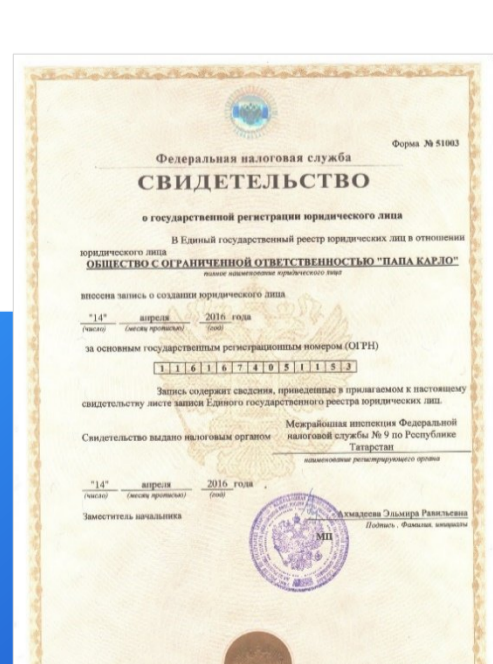 Форма № 51003
Федеральная налоговая служба
СВИДЕТЕЛЬСТВО
о государственной регистрации юридического лица
В Единый государственный реестр юридических лиц в отношении
юридического лица
ОБЩЕСТВО С ОГРАНИЧЕННОЙ ОТВЕТСТВЕННОСТЬЮ "ПАПА КАРЛО"
полное наименование юридического лица
внесена запись о создании юридического лица
"14" апреля 2016 года
(число) (месяц прописью) (год)
за основным государственным регистрационным номером (ОГРН)
1 1 6 1 6 7 4 0 5 1 1 5 3
Запись содержит сведения, приведенные в прилагаемом к настоящему
свидетельству листе записи Единого государственного реестра юридических лиц.
Свидетельство выдано налоговым органом
Межрайонная инспекция Федеральной
налоговой службы № 9 по Республике
Татарстан
наименование регистрирующего органа
"14" апреля 2016 года
(число) (месяц прописью) (год)
Заместитель начальника
Ахмадеева Эльмира Равильевна
Подпись , Фамилия, инициалы
МП